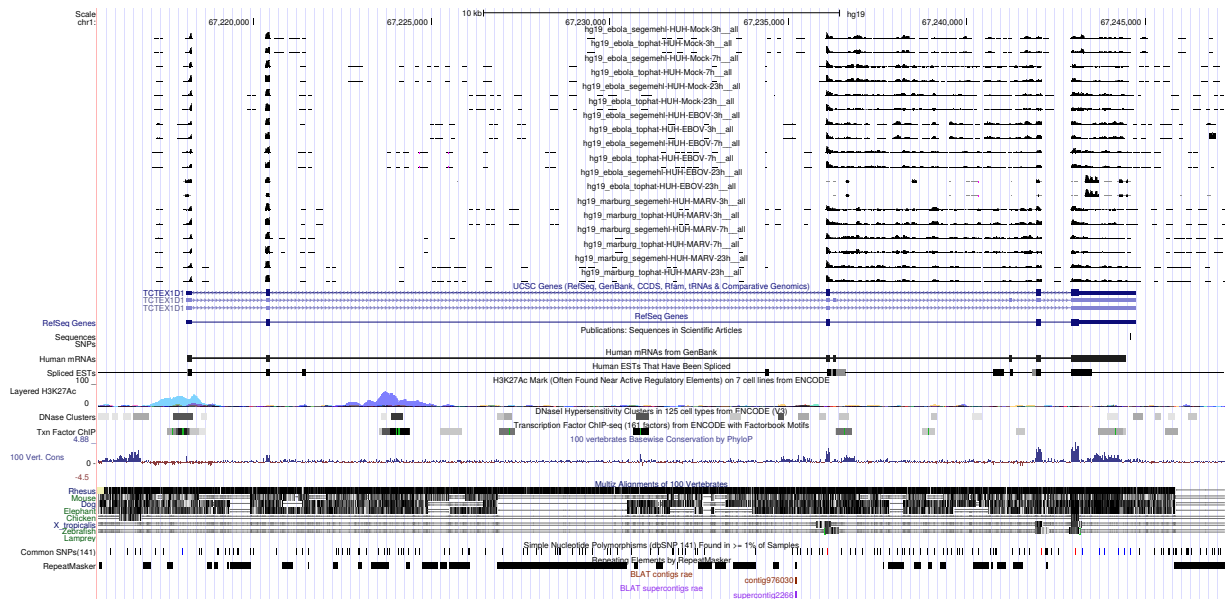 Scale 10 kb hg19
chr1: 67,220,000 67,225,000 67,230,000 67,235,000 67,240,000 67,245,000
hg19_ebola_segemehl-HUH-Mock-3h__all
hg19_ebola_tophat-HUH-Mock-3h__all
hg19_ebola_segemehl-HUH-Mock-7h__all
hg19_ebola_tophat-HUH-Mock-7h__all
hg19_ebola_segemehl-HUH-Mock-23h__all
hg19_ebola_tophat-HUH-Mock-23h__all
hg19_ebola_segemehl-HUH-EBOV-3h__all
hg19_ebola_tophat-HUH-EBOV-3h__all
hg19_ebola_segemehl-HUH-EBOV-7h__all
hg19_ebola_tophat-HUH-EBOV-7h__all
hg19_ebola_segemehl-HUH-EBOV-23h__all
hg19_ebola_tophat-HUH-EBOV-23h__all
hg19_marburg_segemehl-HUH-MARV-3h__all
hg19_marburg_tophat-HUH-MARV-3h__all
hg19_marburg_segemehl-HUH-MARV-7h__all
hg19_marburg_tophat-HUH-MARV-7h__all
hg19_marburg_segemehl-HUH-MARV-23h__all
hg19_marburg_tophat-HUH-MARV-23h__all
UCSC Genes (RefSeq, GenBank, CCDS, Rfam, tRNAs & Comparative Genomics)
TCTEX1D1
TCTEX1D1
TCTEX1D1
RefSeq Genes
RefSeq Genes
Publications: Sequences in Scientific Articles
Sequences
SNPs
Human mRNAs from GenBank
Human mRNAs
Human ESTs That Have Been Spliced
Spliced ESTs
100
H3K27Ac Mark (Often Found Near Active Regulatory Elements) on 7 cell lines from ENCODE
Layered H3K27Ac
0
DNaseI Hypersensitivity Clusters in 125 cell types from ENCODE (V3)
DNase Clusters
Transcription Factor ChIP-seq (161 factors) from ENCODE with Factorbook Motifs
Txn Factor ChIP
4.88
100 vertebrates Basewise Conservation by PhyloP
100 Vert. Cons
0
-4.5
Multiz Alignments of 100 Vertebrates
Rhesus
Mouse
Dog
Elephant
Chicken
X_tropicalis
Zebrafish
Lamprey
Simple Nucleotide Polymorphisms (dbSNP 141) Found in >= 1% of Samples
Common SNPs(141)
Repeating Elements by RepeatMasker
RepeatMasker
BLAT contigs rae
contig976030
BLAT supercontigs rae
supercontig2266